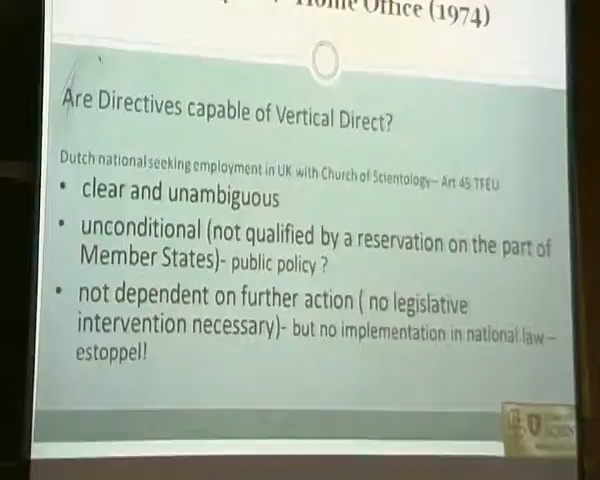 Home Office (1974)
Are Directives capable of Vertical Direct?
Dutch national seeking employment in UK with Church of Scientology– Art 45 TFEU
• clear and unambiguous
• unconditional (not qualified by a reservation on the part of
Member States)- public policy ?
• not dependent on further action ( no legislative
intervention necessary)- but no implementation in national law –
estoppel!